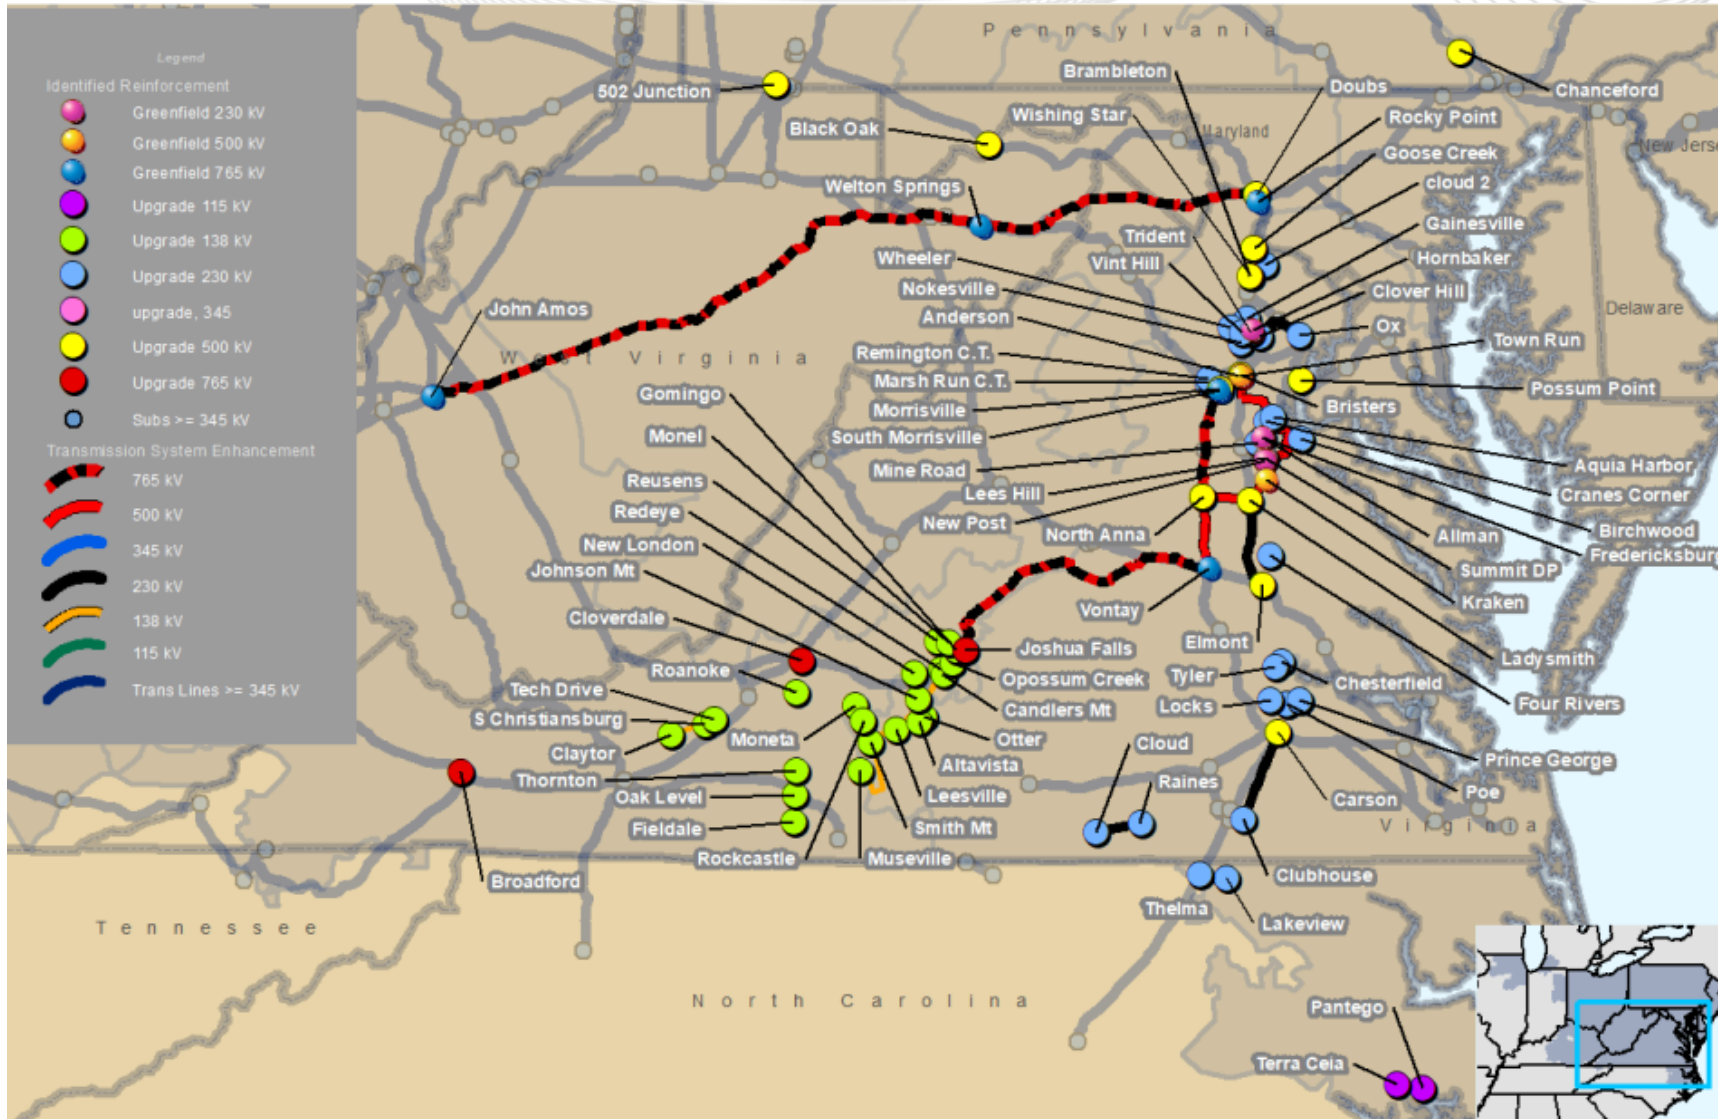 Legend
Identified Reinforcement
Greenfield 230 kV
Greenfield 500 kV
Greenfield 765 kV
Upgrade 115 kV
Upgrade 138 kV
Upgrade 230 kV
upgrade, 345
Upgrade 500 kV
Upgrade 765 kV
Subs >= 345 kV
Transmission System Enhancement
765 kV
500 kV
345 kV
230 kV
138 kV
115 kV
Trans Lines >= 345 kV
Pennsylvania
Brambleton
502 Junction
Doubs
Chanceford
Wishing Star
Black Oak
Maryland
Rocky Point
New Jerse
Goose Creek
Welton Springs
cloud 2
Gainesville
Trident
Wheeler
Vint Hill
Hornbaker
Nokesville
Clover Hill
John Amos
Anderson
Delaware
Ox
West Virginia
Remington C.T.
Town Run
Marsh Run C.T.
Possum Point
Gomingo
Morrisville
Bristers
Monel
South Morrisville
Mine Road
Aquia Harbor
Reusens
Lees Hill
Cranes Corner
Redeye
New Post
North Anna
Birchwood
Allman
New London
Fredericksburg
Johnson Mt
Summit DP
Kraken
Cloverdale
Vontay
Elmont
Joshua Falls
Ladysmith
Roanoke
Opossum Creek
Tyler
Chesterfield
Tech Drive
Candlers Mt
Locks
Four Rivers
S Christiansburg
Moneta
Otter
Cloud
Claytor
Altavista
Prince George
Thornton
Raines
Poe
Oak Level
Leesville
Carson
Fieldale
Smith Mt
Virginia
Rockcastle
Museville
Broadford
Clubhouse
Thelma
Lakeview
Tennessee
North Carolina
Pantego
Terra Ceia